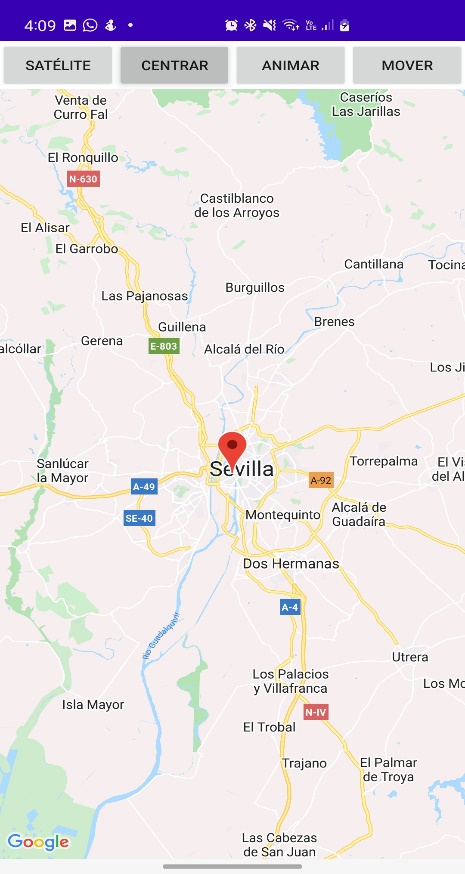 4:09
SATÉLITE
CENTRAR
ANIMAR
MOVER
Venta de
Curro Fal
Caseríos
Las Jarillas
El Ronquillo
N-630
Castilblanco
de los Arroyos
El Alisar
El Garrobo
Cantillana
Tocina
Burguillos
Las Pajanosas
Brenes
Guillena
Gerena
E-803
Alcalá del Río
alcóllar
Los Ji
Sevilla
Torrepalma
El Vi
del Al
Sanlúcar
la Mayor
A-92
A-49
SE-40
Montequinto
Alcalá de
Guadaíra
Dos Hermanas
A-4
Río Guadalquivir
Utrera
Los Palacios
y Villafranca
Los Mo
Isla Mayor
N-IV
El Trobal
Trajano
El Palmar
de Troya
Las Cabezas
de San Juan
Google